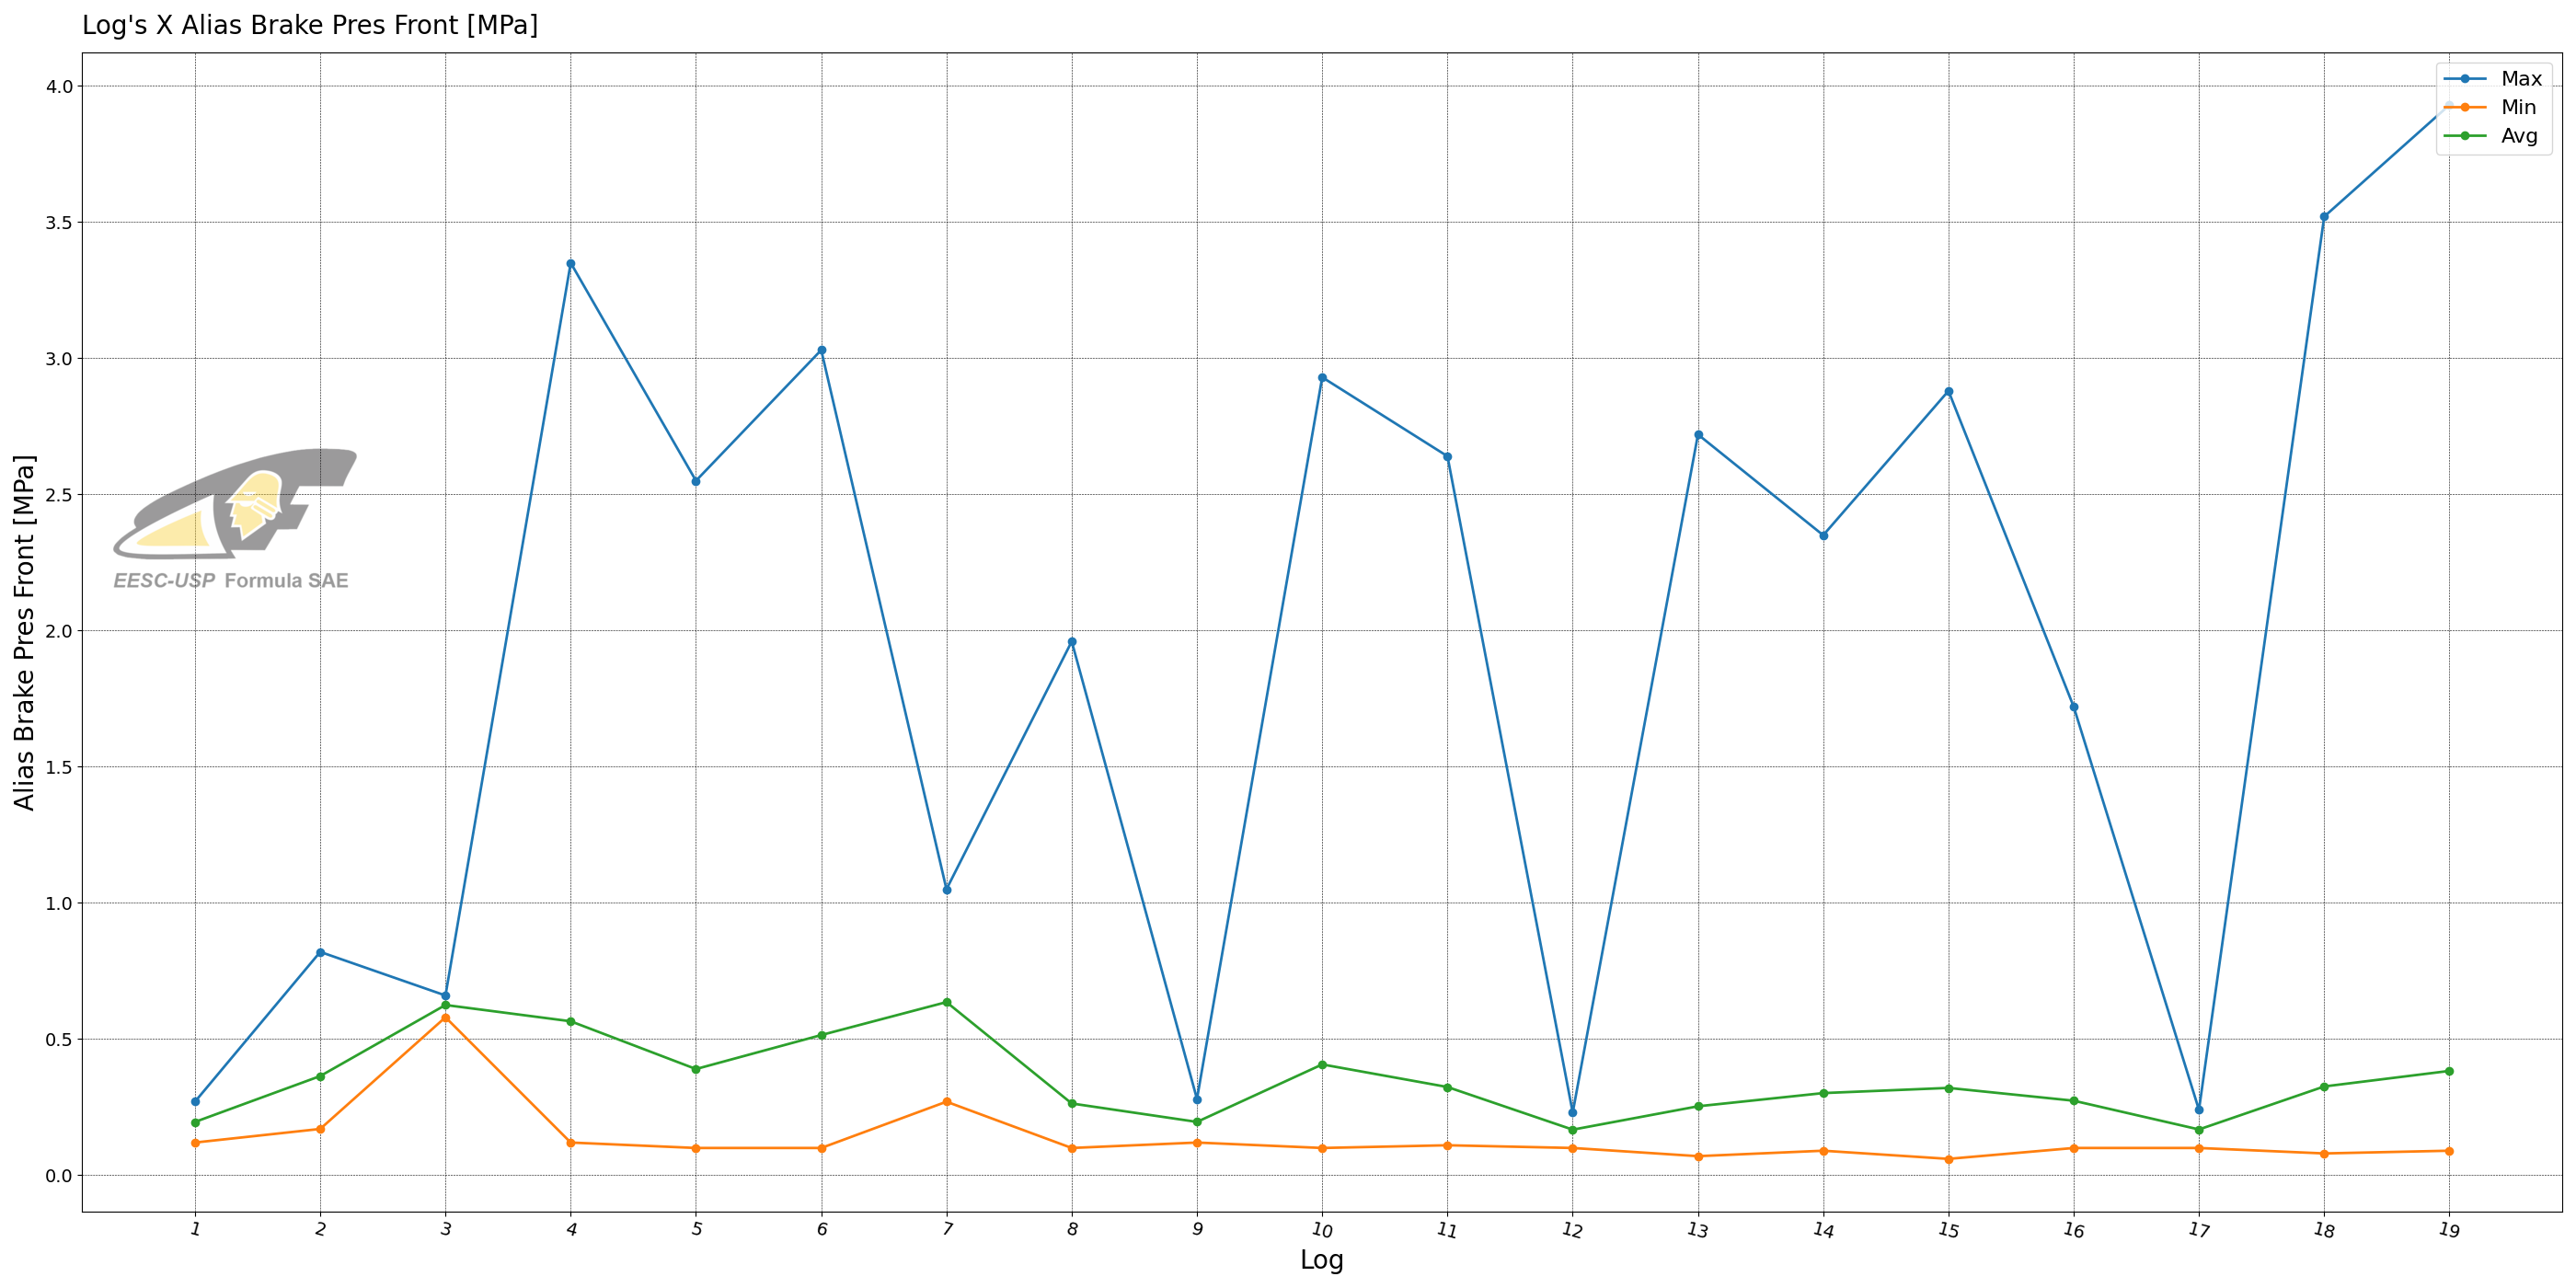 Log's X Alias Brake Pres Front [MPa]
Max
Min
Avg
4.0
3.5
3.0
2.5
2.0
1.5
1.0
0.5
0.0
Alias Brake Pres Front [MPa]
EESC-USP Formula SAE
1 2 3 4 5 6 7 8 9 10 11 12 13 14 15 16 17 18 19
Log